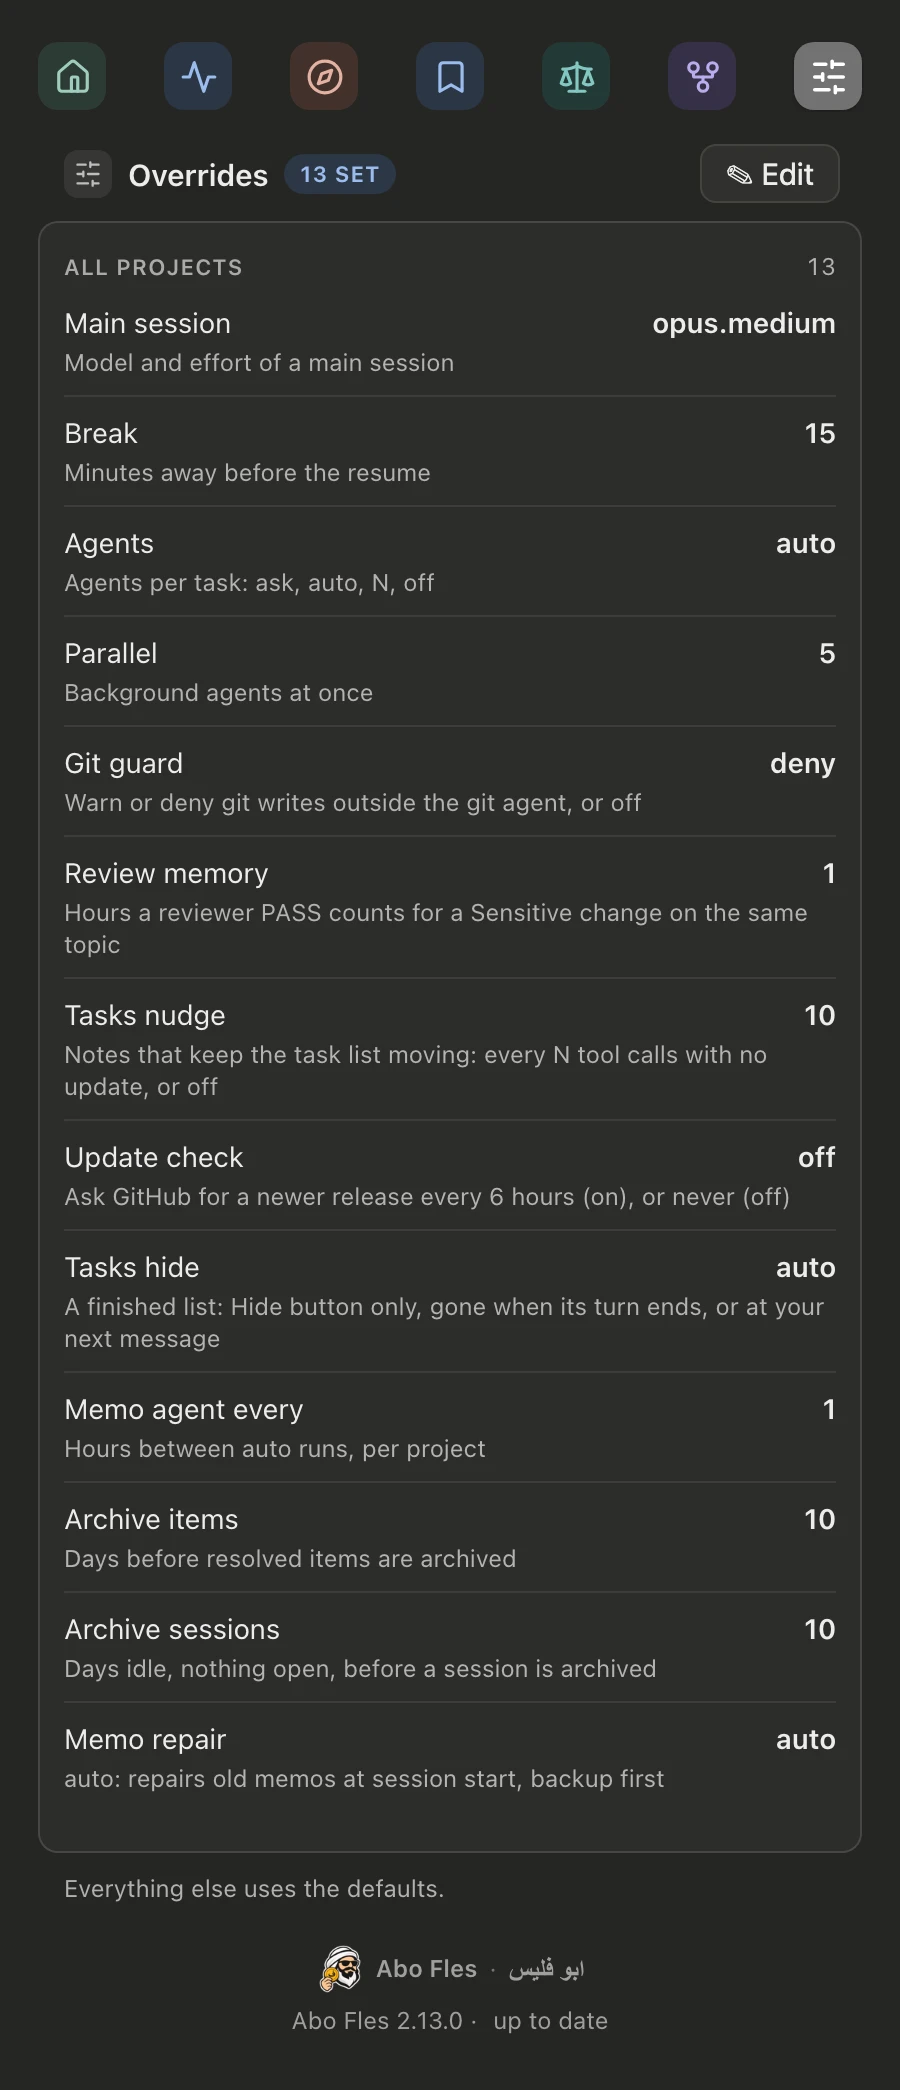 Overrides 13 SET ✎ Edit
ALL PROJECTS 13
Main session opus.medium
Model and effort of a main session
Break 15
Minutes away before the resume
Agents auto
Agents per task: ask, auto, N, off
Parallel 5
Background agents at once
Git guard deny
Warn or deny git writes outside the git agent, or off
Review memory 1
Hours a reviewer PASS counts for a Sensitive change on the same
topic
Tasks nudge 10
Notes that keep the task list moving: every N tool calls with no
update, or off
Update check off
Ask GitHub for a newer release every 6 hours (on), or never (off)
Tasks hide auto
A finished list: Hide button only, gone when its turn ends, or at your
next message
Memo agent every 1
Hours between auto runs, per project
Archive items 10
Days before resolved items are archived
Archive sessions 10
Days idle, nothing open, before a session is archived
Memo repair auto
auto: repairs old memos at session start, backup first
Everything else uses the defaults.
Abo Fles · ابو فليس
Abo Fles 2.13.0 · up to date